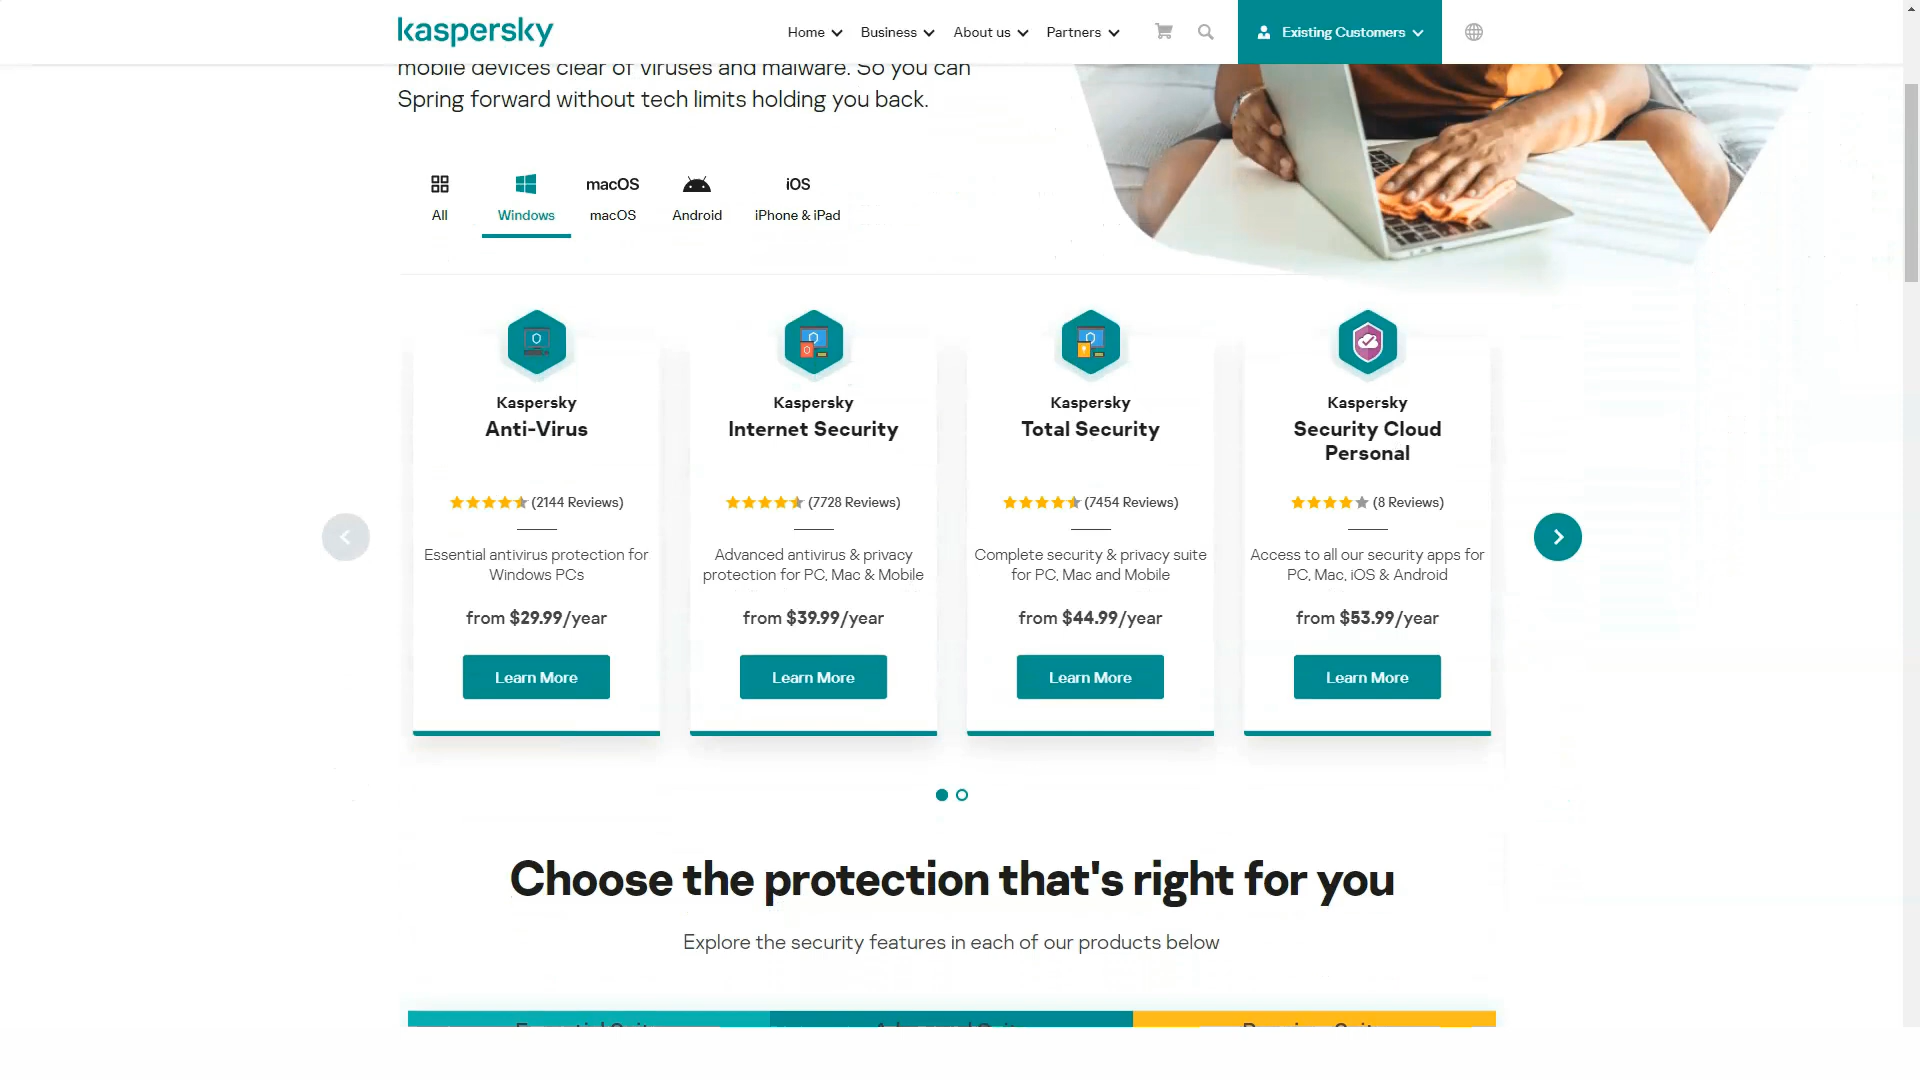 kaspersky
Home
Business
About us
Partners
Existing Customers
mobile devices clear of viruses and malware. So you can
Spring forward without tech limits holding you back.
macOS
iOS
All
Windows
macOS
Android
iPhone & iPad
Kaspersky
Anti-Virus
(2144 Reviews)
Essential antivirus protection for
Windows PCs
from $29.99/year
Learn More
Kaspersky
Internet Security
(7728 Reviews)
Advanced antivirus & privacy
protection for PC, Mac & Mobile
from $39.99/year
Learn More
Kaspersky
Total Security
(7454 Reviews)
Complete security & privacy suite
for PC, Mac and Mobile
from $44.99/year
Learn More
Kaspersky
Security Cloud
Personal
(8 Reviews)
Access to all our security apps for
PC, Mac, iOS & Android
from $53.99/year
Learn More
Choose the protection that's right for you
Explore the security features in each of our products below